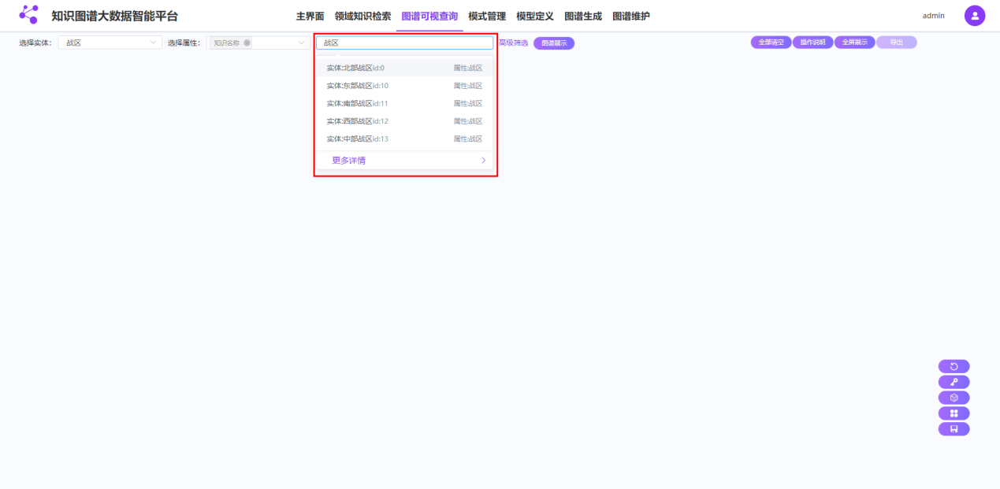 知识图谱大数据智能平台 主界面 领域知识检索 图谱可视查询 模式管理 模型定义 图谱生成 图谱维护 admin
选择实体: 战区 选择属性: 知识名称 战区 高级筛选 图谱展示 全部清空 操作说明 全屏展示 导出
实体:北部战区id:0 属性:战区
实体:东部战区id:10 属性:战区
实体:南部战区id:11 属性:战区
实体:西部战区id:12 属性:战区
实体:中部战区id:13 属性:战区
更多详情